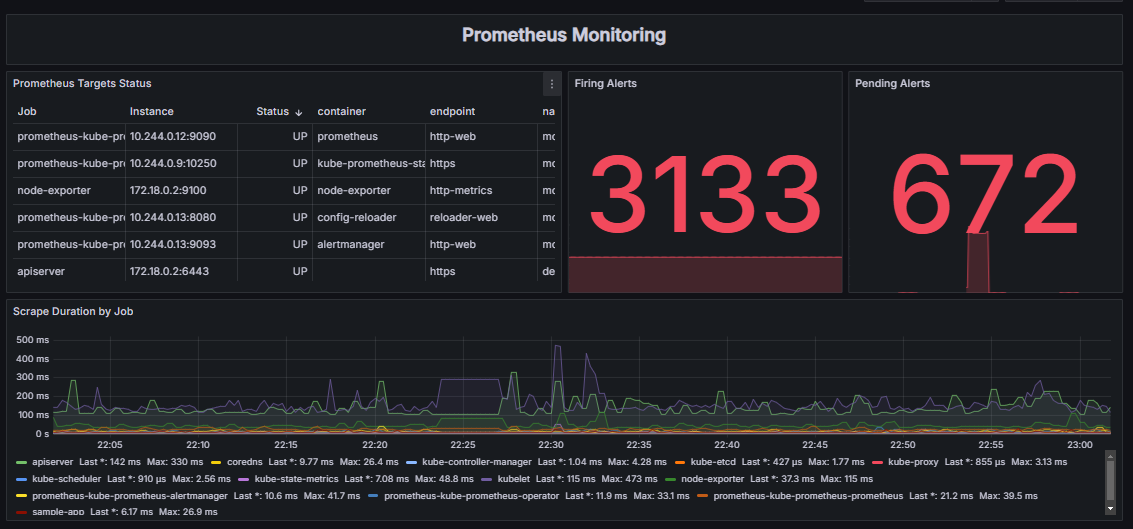 Prometheus Monitoring
Prometheus Targets Status
Firing Alerts
Pending Alerts
Job Instance Status ↓ container endpoint na
prometheus-kube-pr 10.244.0.12:9090 UP prometheus http-web mo
prometheus-kube-pr 10.244.0.9:10250 UP kube-prometheus-sta https mo
node-exporter 172.18.0.2:9100 UP node-exporter http-metrics mo
prometheus-kube-pr 10.244.0.13:8080 UP config-reloader reloader-web mo
prometheus-kube-pr 10.244.0.13:9093 UP alertmanager http-web mo
apiserver 172.18.0.2:6443 UP https de
3133
672
Scrape Duration by Job
500 ms
400 ms
300 ms
200 ms
100 ms
0 s
22:05 22:10 22:15 22:20 22:25 22:30 22:35 22:40 22:45 22:50 22:55 23:00
apiserver Last *: 142 ms Max: 330 ms coredns Last *: 9.77 ms Max: 26.4 ms kube-controller-manager Last *: 1.04 ms Max: 4.28 ms kube-etcd Last *: 427 µs Max: 1.77 ms kube-proxy Last *: 855 µs Max: 3.13 ms
kube-scheduler Last *: 910 µs Max: 2.56 ms kube-state-metrics Last *: 7.08 ms Max: 48.8 ms kubelet Last *: 115 ms Max: 473 ms node-exporter Last *: 37.3 ms Max: 115 ms
prometheus-kube-prometheus-alertmanager Last *: 10.6 ms Max: 41.7 ms prometheus-kube-prometheus-operator Last *: 11.9 ms Max: 33.1 ms prometheus-kube-prometheus-prometheus Last *: 21.2 ms Max: 39.5 ms
sample-app Last *: 6.17 ms Max: 26.9 ms